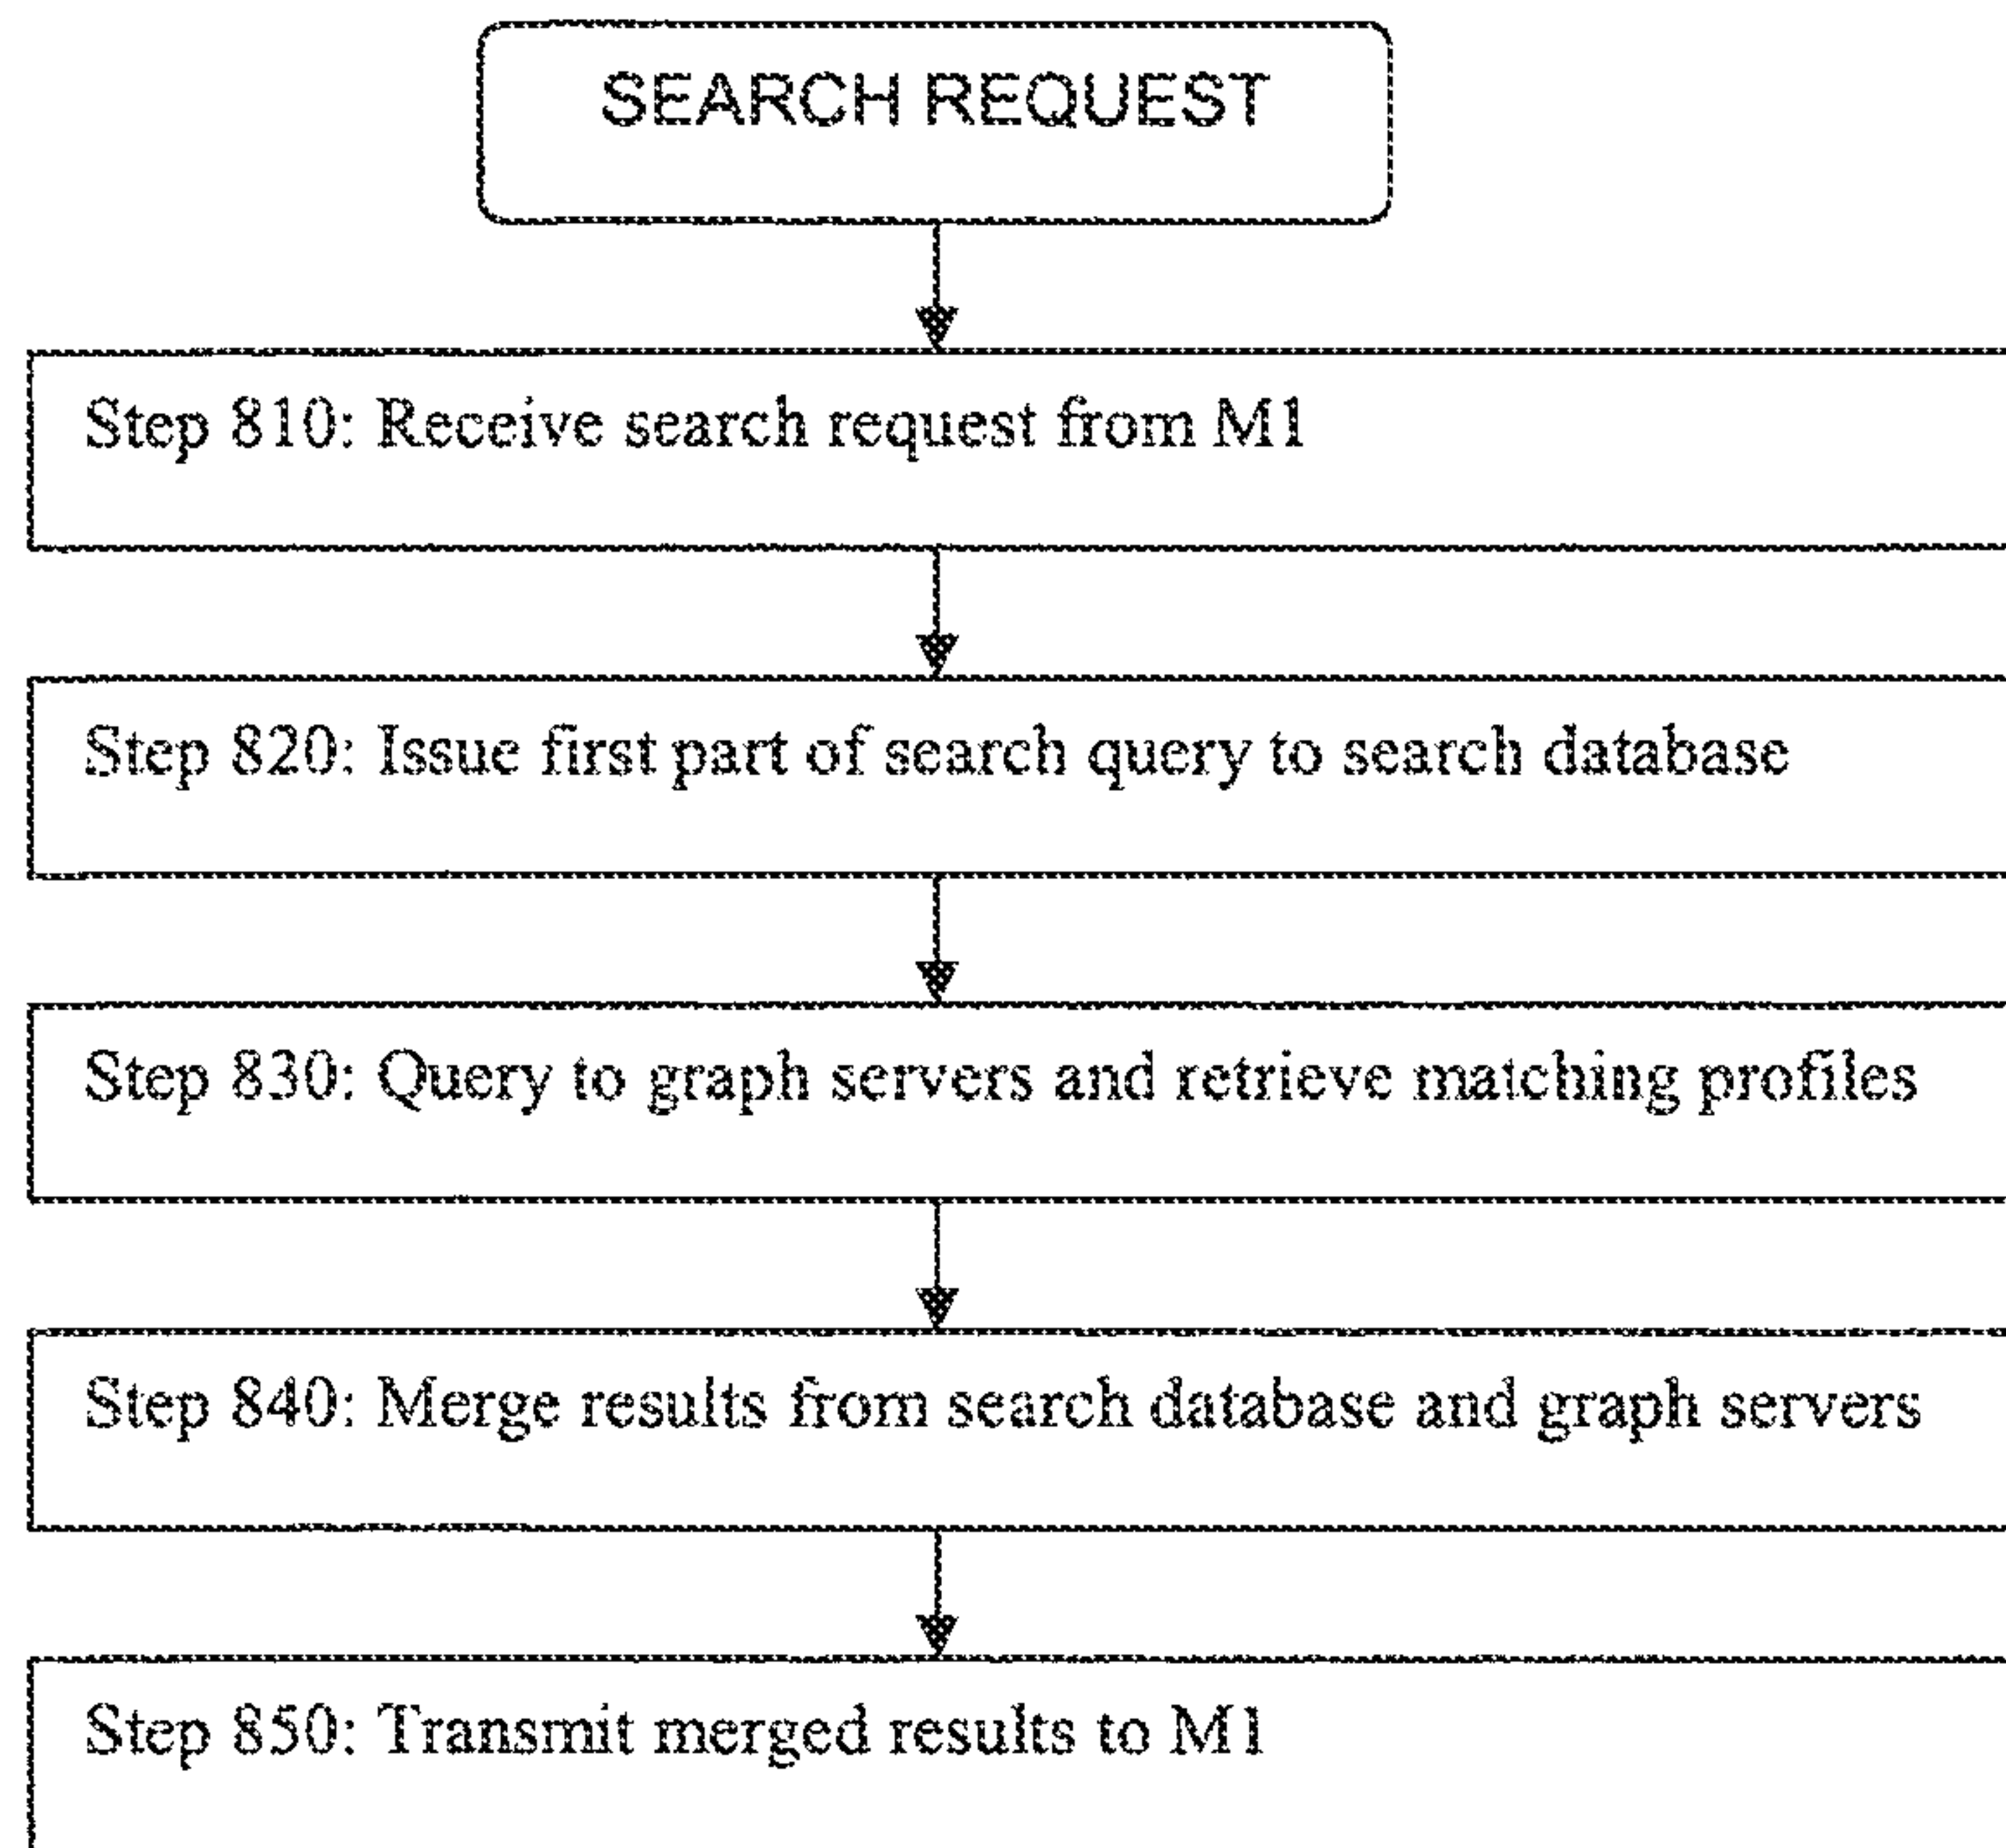 SEARCH REQUEST
Step 810: Receive search request from M1
Step 820: Issue first part of search query to search database
Step 830: Query to graph servers and retrieve matching profiles
Step 840: Merge results from search database and graph servers
Step 850: Transmit merged results to M1